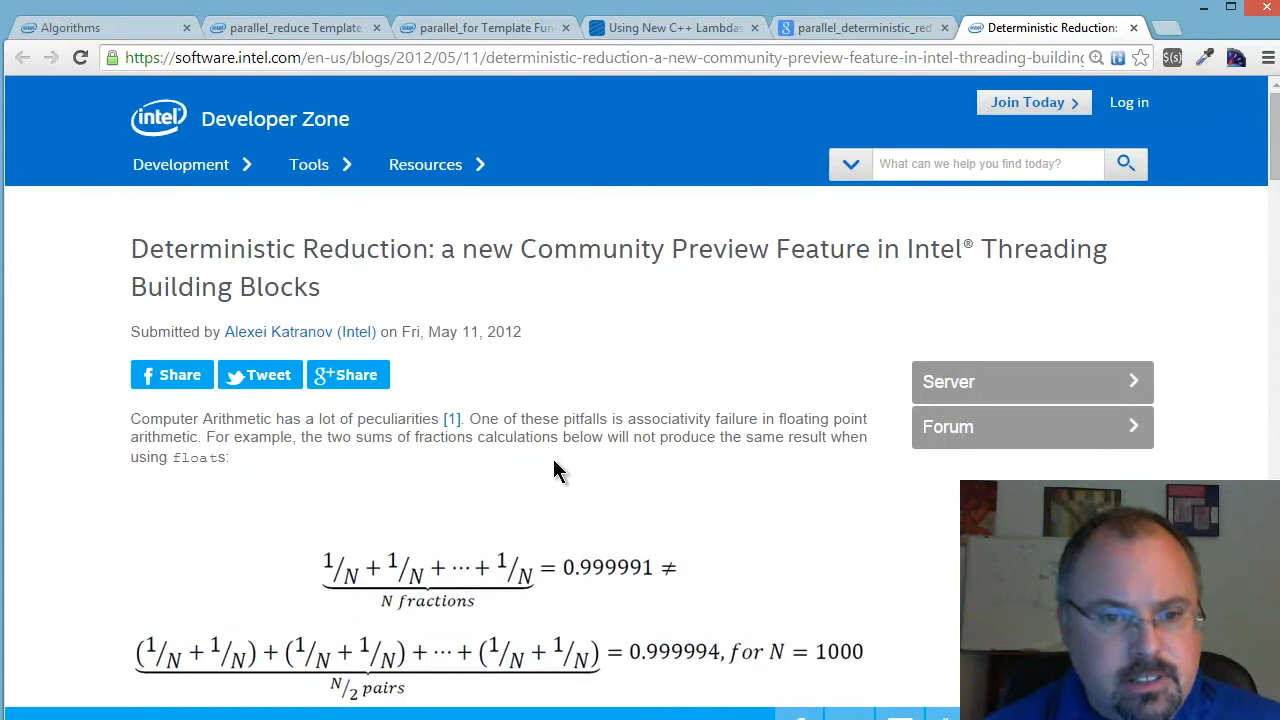 Algorithms
parallel_reduce Template
parallel_for Template Fun
Using New C++ Lambdas
parallel_deterministic_red
Deterministic Reduction:
https://software.intel.com/en-us/blogs/2012/05/11/deterministic-reduction-a-new-community-preview-feature-in-intel-threading-building
S(s)
intel Developer Zone
Join Today
Log in
Development
Tools
Resources
What can we help you find today?
Deterministic Reduction: a new Community Preview Feature in Intel® Threading
Building Blocks
Submitted by Alexei Katranov (Intel) on Fri, May 11, 2012
Share
Tweet
g+Share
Server
Forum
Computer Arithmetic has a lot of peculiarities [1]. One of these pitfalls is associativity failure in floating point
arithmetic. For example, the two sums of fractions calculations below will not produce the same result when
using floats:
1/N + 1/N + ⋯ + 1/N = 0.999991 ≠
N fractions
(1/N + 1/N) + (1/N + 1/N) + ⋯ + (1/N + 1/N) = 0.999994, for N = 1000
N/2 pairs